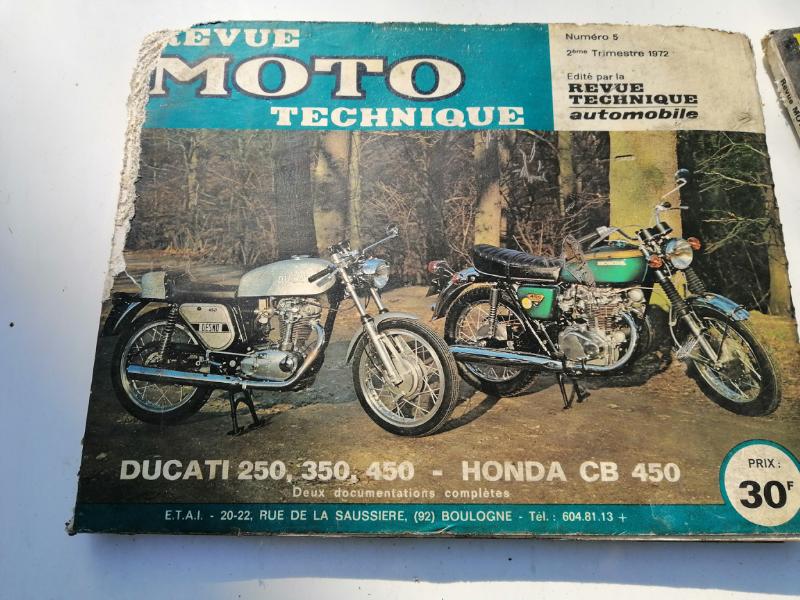 REVUE
MOTO
TECHNIQUE
Numéro 5
2ème Trimestre 1972
Edité par la
REVUE
TECHNIQUE
automobile
450
DESMO
DUCATI 250, 350, 450 - HONDA CB 450
Deux documentations complètes
PRIX :
30F
E.T.A.I. - 20-22, RUE DE LA SAUSSIERE, (92) BOULOGNE - Tél. : 604.81.13 +
Revue